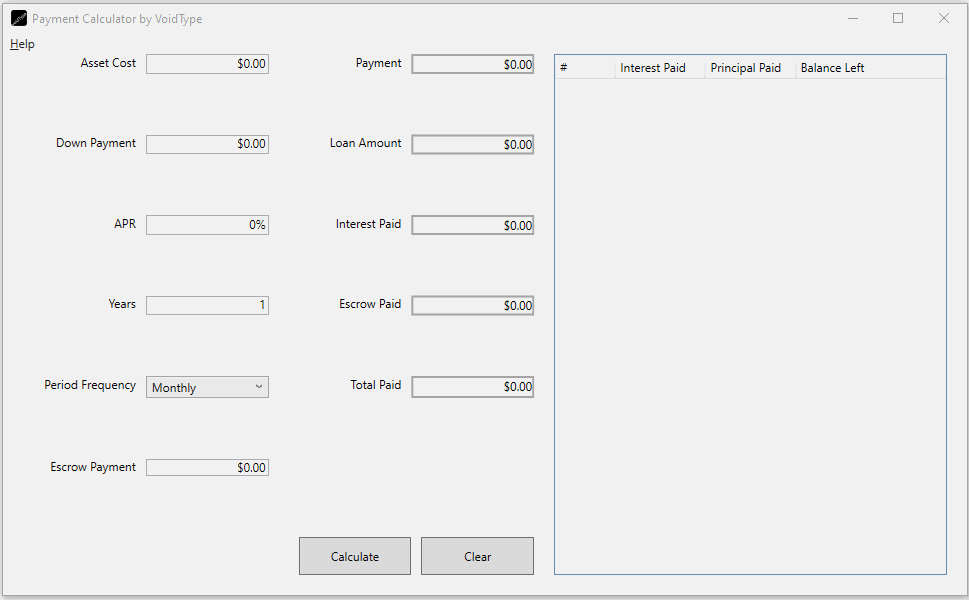 Payment Calculator by VoidType
Help
Asset Cost $0.00
Down Payment $0.00
APR 0%
Years 1
Period Frequency Monthly
Escrow Payment $0.00
Payment $0.00
Loan Amount $0.00
Interest Paid $0.00
Escrow Paid $0.00
Total Paid $0.00
Calculate Clear
# Interest Paid Principal Paid Balance Left